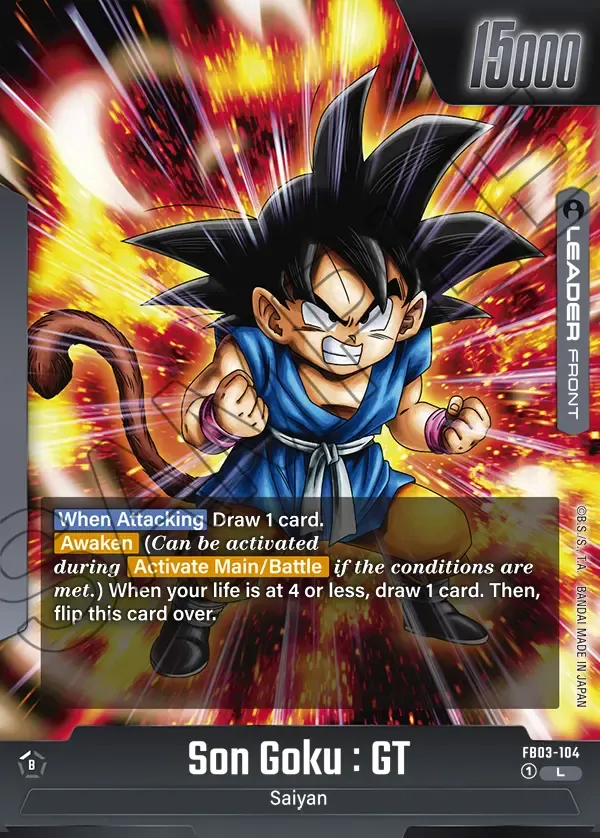 15000
LEADER FRONT
When Attacking Draw 1 card.
Awaken (Can be activated
during Activate Main/Battle if the conditions are
met.) When your life is at 4 or less, draw 1 card. Then,
flip this card over.
©B.S./S., T.A. BANDAI MADE IN JAPAN
B
Son Goku : GT
FB03-104
1 L
Saiyan
SAMPLE